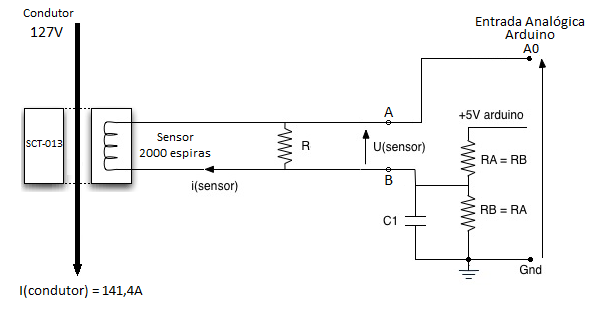 Condutor
127V
Entrada Analógica
Arduino
A0
A
+5V arduino
SCT-013
Sensor
2000 espiras
R
U(sensor)
RA = RB
B
i(sensor)
C1
RB = RA
Gnd
I(condutor) = 141,4A